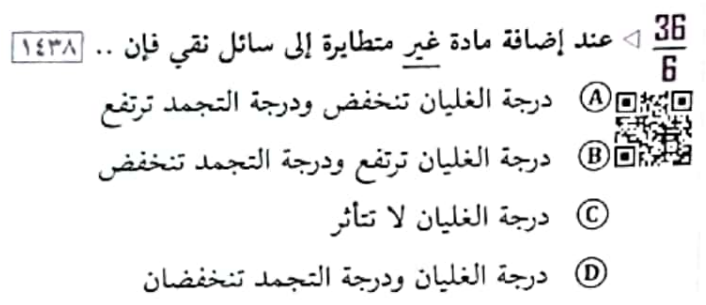 36/6 ◁ عند إضافة مادة غير متطايرة إلى سائل نقي فإن .. ١٤٣٨
A درجة الغليان تنخفض ودرجة التجمد ترتفع
B درجة الغليان ترتفع ودرجة التجمد تنخفض
C درجة الغليان لا تتأثر
D درجة الغليان ودرجة التجمد تنخفضان